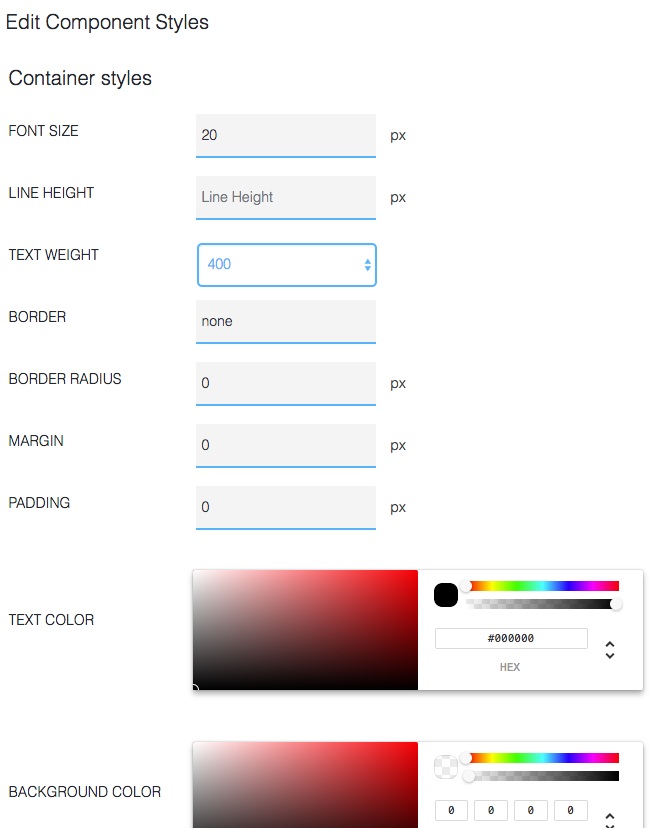 Edit Component Styles
Container styles
FONT SIZE 20 px
LINE HEIGHT Line Height px
TEXT WEIGHT 400
BORDER none
BORDER RADIUS 0 px
MARGIN 0 px
PADDING 0 px
TEXT COLOR #000000
HEX
BACKGROUND COLOR 0 0 0 0